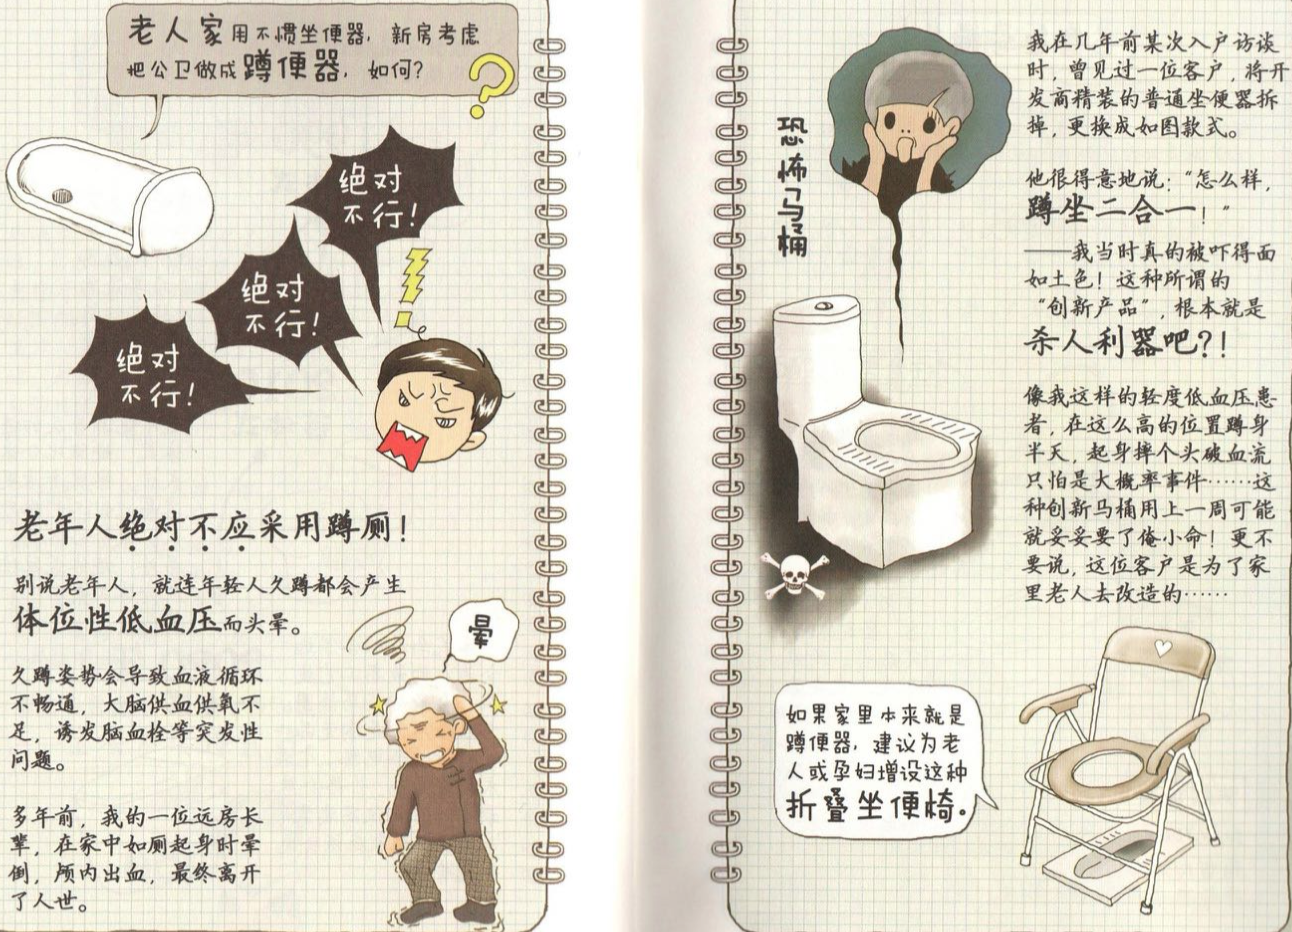 老人家用不惯坐便器，新房考虑
把公卫做成蹲便器，如何？
绝对
不行！
绝对
不行！
绝对
不行！
老年人绝对不应采用蹲厕！
别说老年人，就连年轻人久蹲都会产生
体位性低血压而头晕。
久蹲姿势会导致血液循环
不畅通，大脑供血供氧不
足，诱发脑血栓等突发性
问题。
多年前，我的一位远房长
辈，在家中如厕起身时晕
倒，颅内出血，最终离开
了人世。
晕
恐怖马桶
我在几年前某次入户访谈
时，曾见过一位客户，将开
发商精装的普通坐便器拆
掉，更换成如图款式。
他很得意地说：“怎么样，
蹲坐二合一！”
——我当时真的被吓得面
如土色！这种所谓的
“创新产品”，根本就是
杀人利器吧？！
像我这样的轻度低血压患
者，在这么高的位置蹲身
半天，起身摔个头破血流
只怕是大概率事件……这
种创新马桶用上一周可能
就妥妥要了俺小命！更不
要说，这位客户是为了家
里老人去改造的……
如果家里本来就是
蹲便器，建议为老
人或孕妇增设这种
折叠坐便椅。